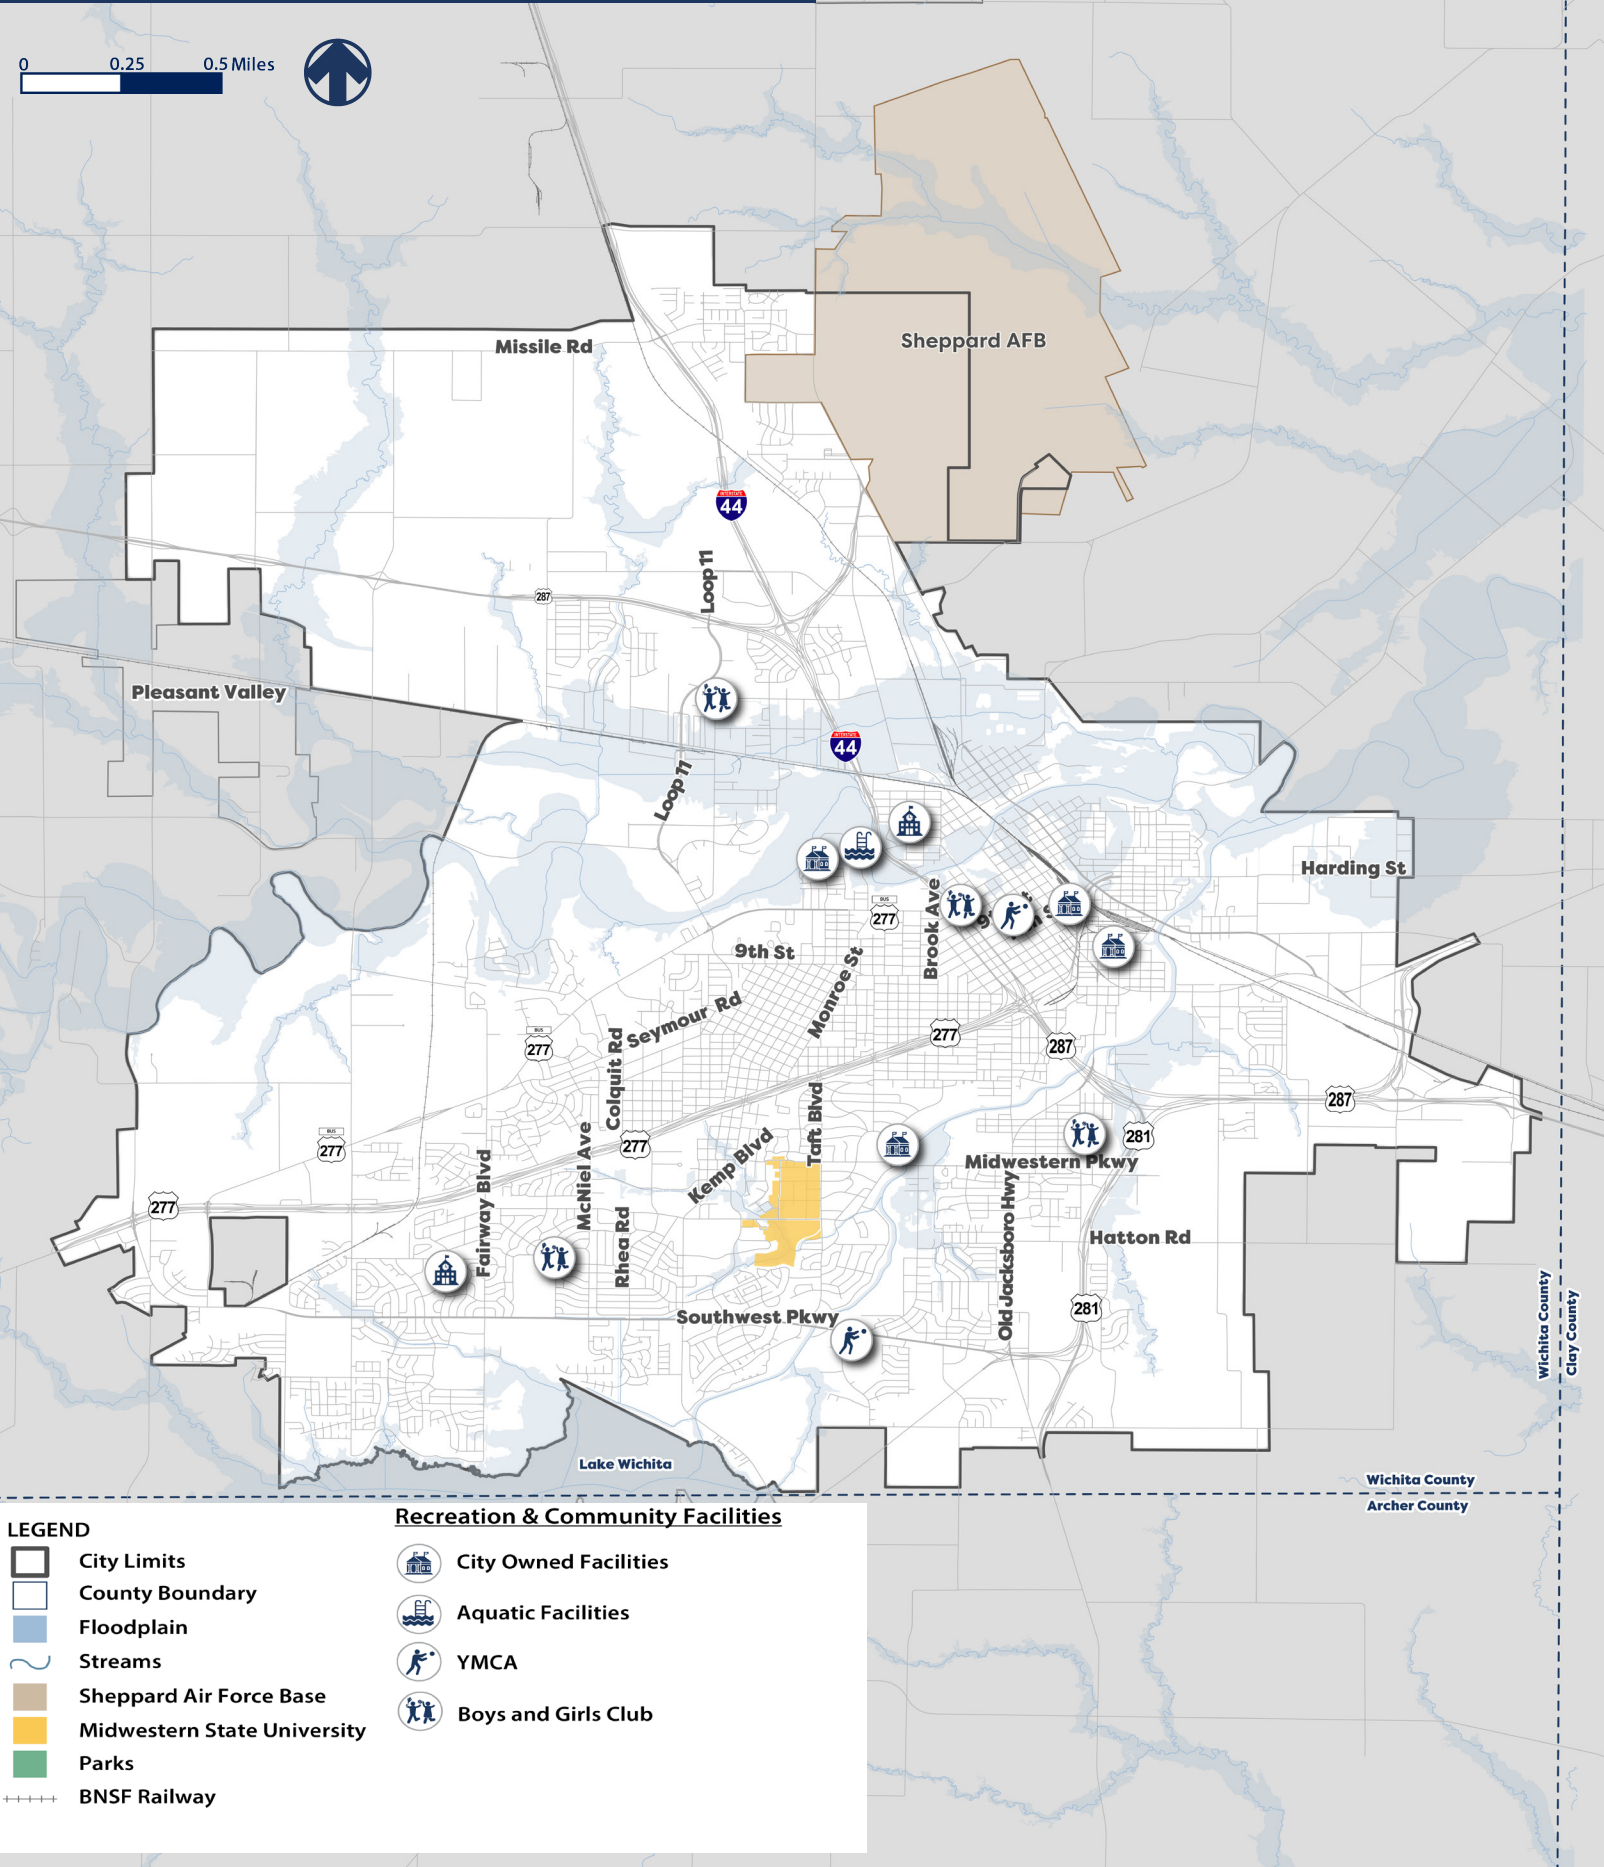 0 0.25 0.5 Miles
Sheppard AFB
Missile Rd
INTERSTATE
44
Loop 11
287
Pleasant Valley
INTERSTATE
44
Loop 11
Harding St
BUS
277
Brook Ave
9th St
Monroe St
Seymour Rd
277
287
BUS
277
Colquit Rd
Taft Blvd
287
BUS
277
277
281
McNiel Ave
Kemp Blvd
Midwestern Pkwy
Fairway Blvd
277
Rhea Rd
Old Jacksboro Hwy
Hatton Rd
281
Southwest Pkwy
Wichita County
Clay County
Lake Wichita
Wichita County
Archer County
LEGEND
City Limits
County Boundary
Floodplain
Streams
Sheppard Air Force Base
Midwestern State University
Parks
BNSF Railway
Recreation & Community Facilities
City Owned Facilities
Aquatic Facilities
YMCA
Boys and Girls Club